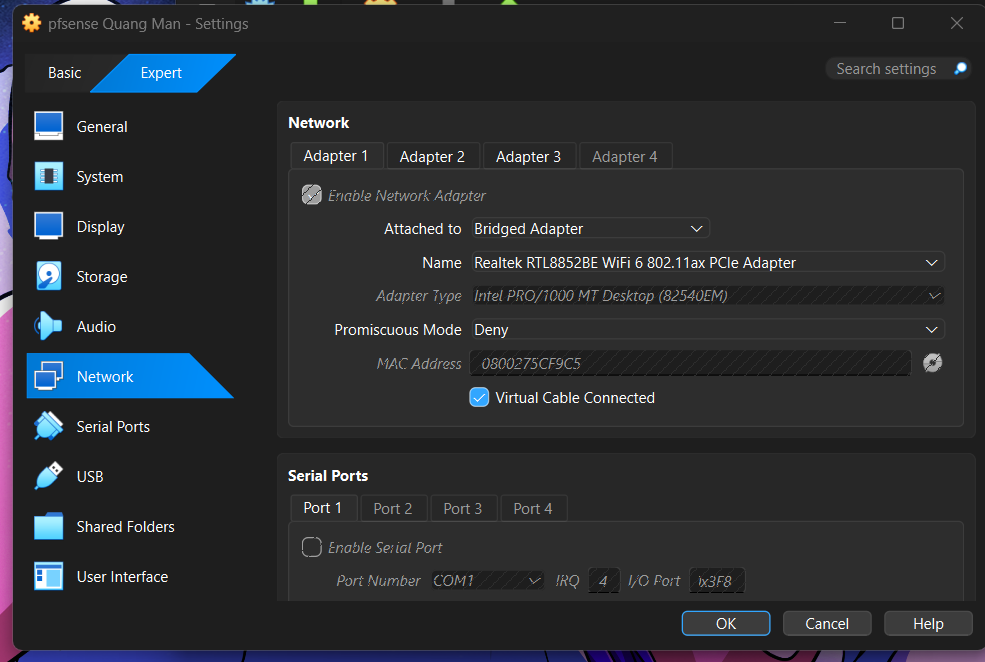 pfsense Quang Man - Settings
Basic Expert Search settings
General
System
Display
Storage
Audio
Network
Serial Ports
USB
Shared Folders
User Interface
Network
Adapter 1 Adapter 2 Adapter 3 Adapter 4
Enable Network Adapter
Attached to Bridged Adapter
Name Realtek RTL8852BE WiFi 6 802.11ax PCIe Adapter
Adapter Type Intel PRO/1000 MT Desktop (82540EM)
Promiscuous Mode Deny
MAC Address 0800275CF9C5
Virtual Cable Connected
Serial Ports
Port 1 Port 2 Port 3 Port 4
Enable Serial Port
Port Number COM1 IRQ 4 I/O Port 0x3F8
OK Cancel Help